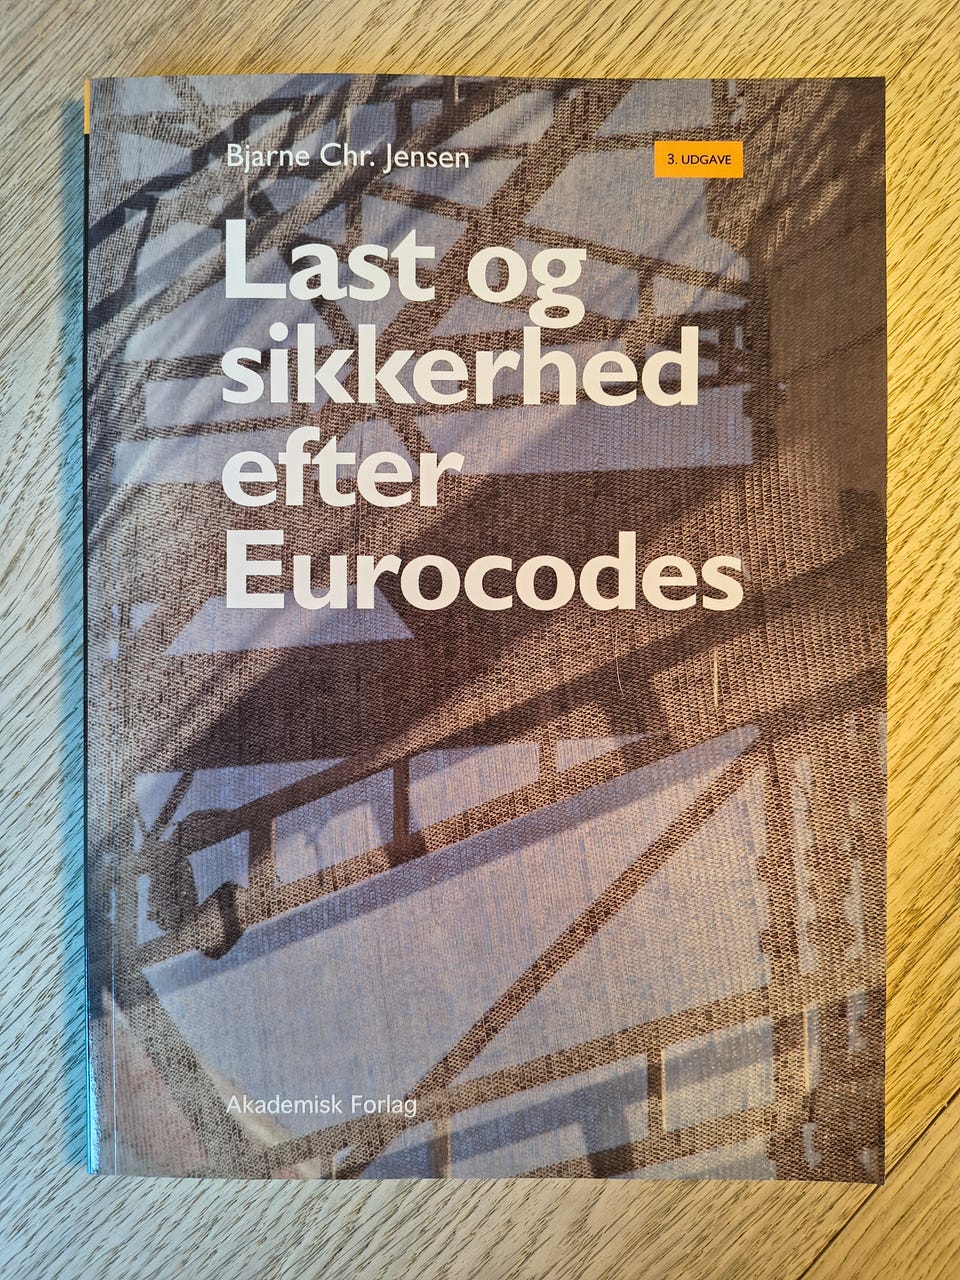 Bjarne Chr. Jensen
3. UDGAVE
Last og
sikkerhed
efter
Eurocodes
Akademisk Forlag